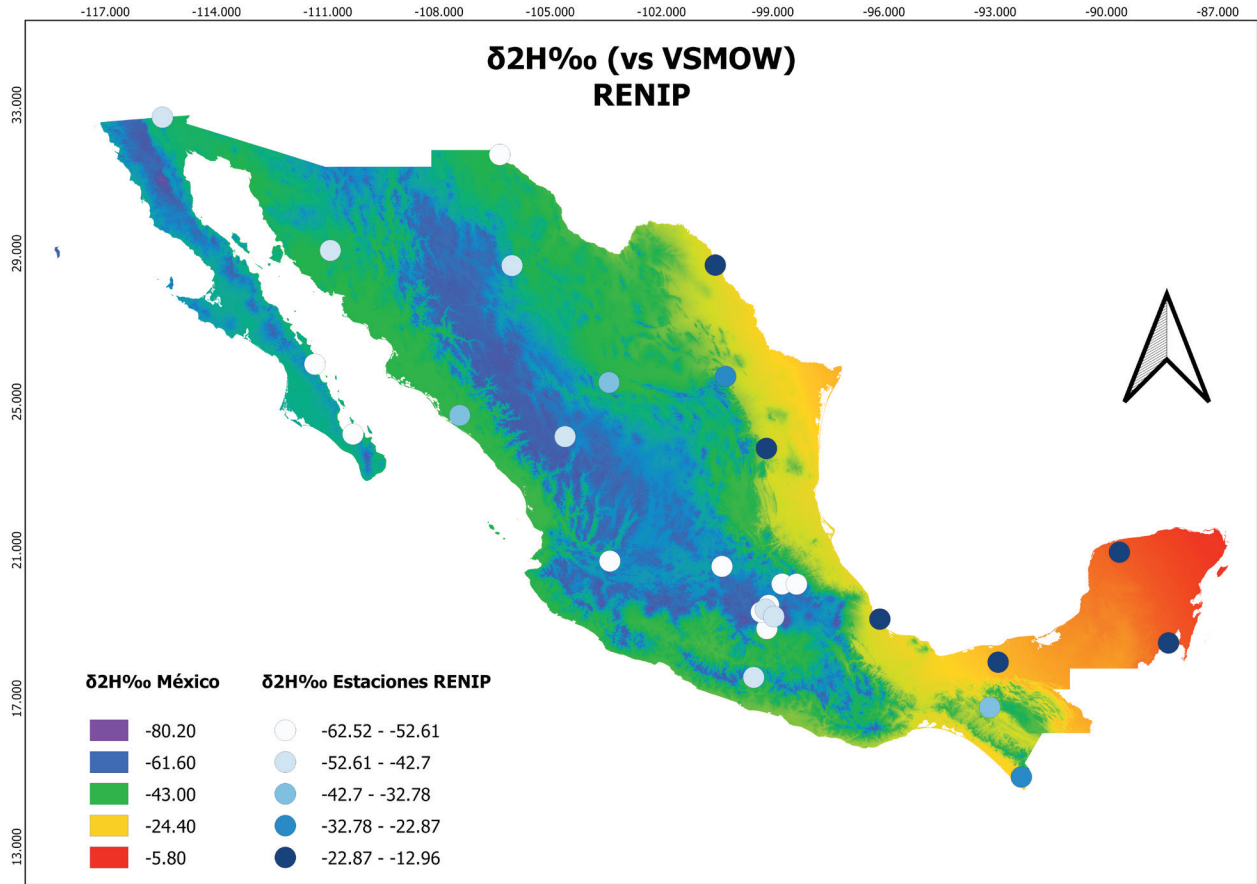 -117.000 -114.000 -111.000 -108.000 -105.000 -102.000 -99.000 -96.000 -93.000 -90.000 -87.000
δ2H‰ (vs VSMOW)
RENIP
33.000
29.000
25.000
21.000
17.000
13.000
δ2H‰ México
-80.20
-61.60
-43.00
-24.40
-5.80
δ2H‰ Estaciones RENIP
-62.52 - -52.61
-52.61 - -42.7
-42.7 - -32.78
-32.78 - -22.87
-22.87 - -12.96